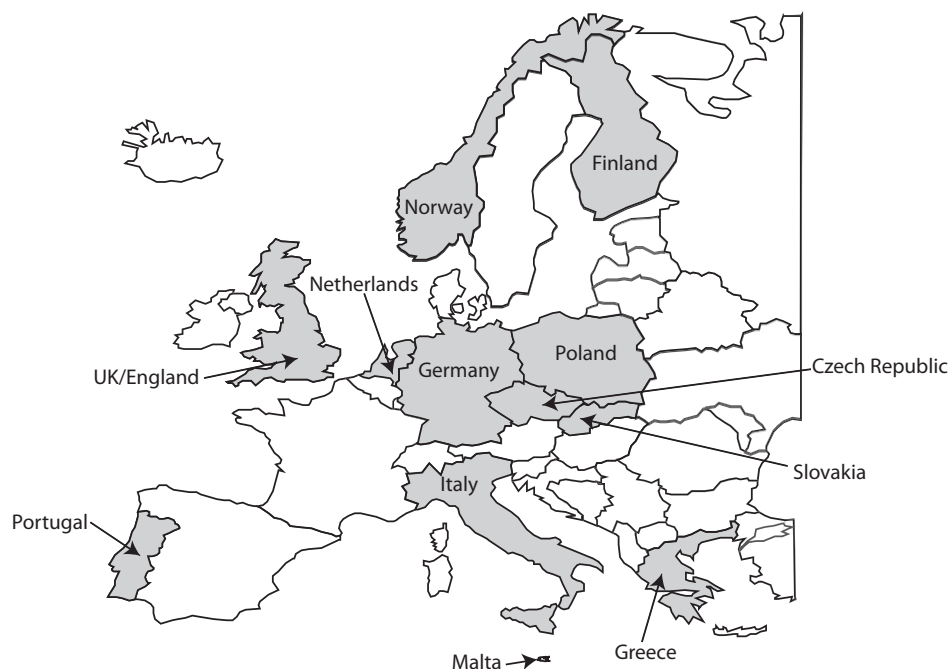 Finland
Norway
Netherlands
Poland
Czech Republic
Germany
UK/England
Slovakia
Italy
Portugal
Greece
Malta